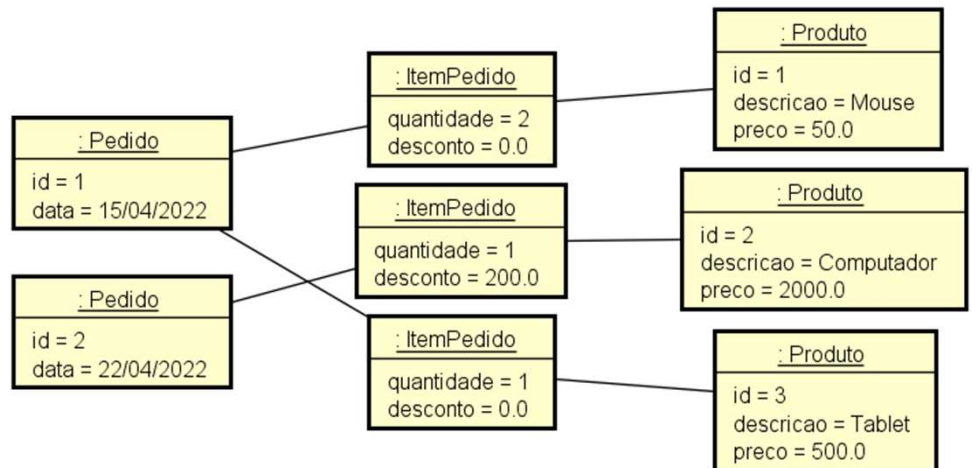 : Pedido
id = 1
data = 15/04/2022
: Pedido
id = 2
data = 22/04/2022
: ItemPedido
quantidade = 2
desconto = 0.0
: ItemPedido
quantidade = 1
desconto = 200.0
: ItemPedido
quantidade = 1
desconto = 0.0
: Produto
id = 1
descricao = Mouse
preco = 50.0
: Produto
id = 2
descricao = Computador
preco = 2000.0
: Produto
id = 3
descricao = Tablet
preco = 500.0